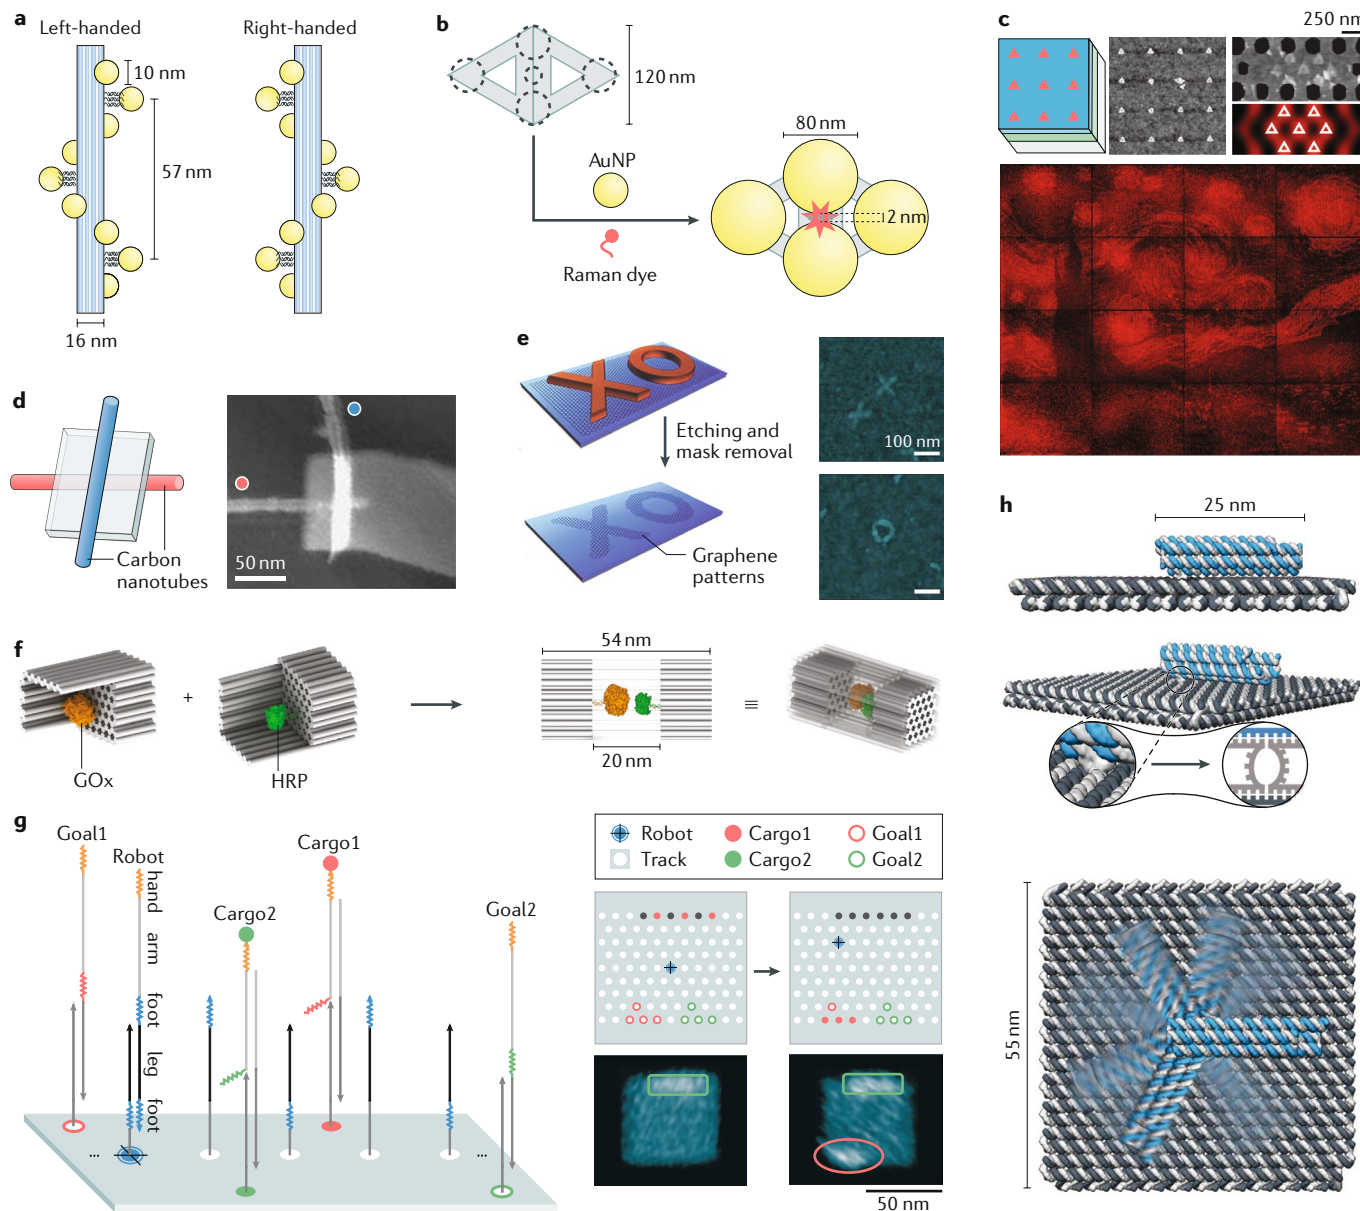 a
Left-handed
Right-handed
10 nm
57 nm
16 nm
b
120 nm
AuNP
Raman dye
80 nm
2 nm
c
250 nm
d
Carbon
nanotubes
50 nm
e
Etching and
mask removal
Graphene
patterns
100 nm
f
+
GOx
HRP
54 nm
20 nm
≡
g
Goal1
Robot
hand
arm
foot
leg
foot
Cargo2
Cargo1
Goal2
...
...
Robot
Cargo1
Goal1
Track
Cargo2
Goal2
50 nm
h
25 nm
55 nm